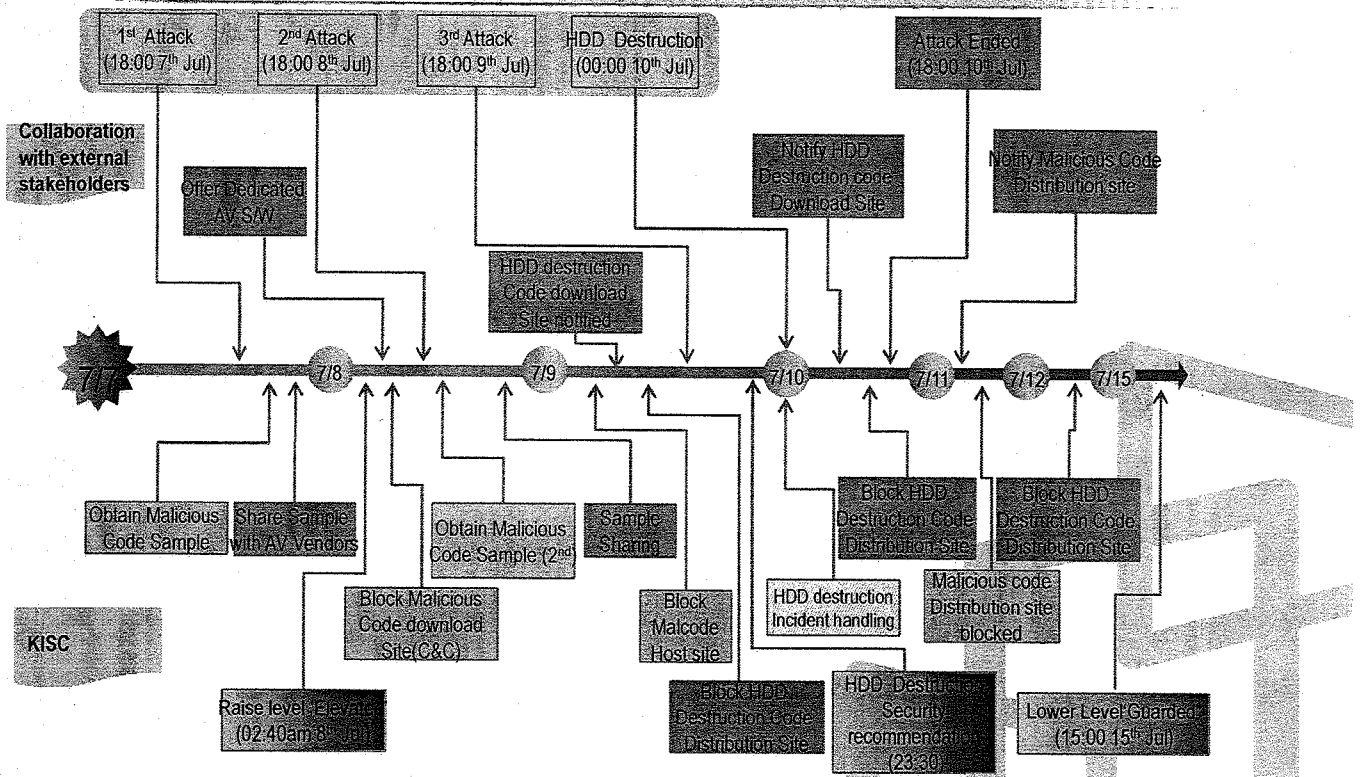 1st Attack
(18:00 7th Jul)
2nd Attack
(18:00 8th Jul)
3rd Attack
(18:00 9th Jul)
HDD Destruction
(00:00 10th Jul)
Attack Ended
(18:00 10th Jul)
Collaboration
with external
stakeholders
Offer Dedicated
AV S/W
HDD destruction
Code download
Site notified
Notify HDD
Destruction code
Download Site
Notify Malicious Code
Distribution site
7/7
7/8
7/9
7/10
7/11
7/12
7/15
Obtain Malicious
Code Sample
Share Sample
with AV Vendors
Obtain Malicious
Code Sample (2nd
Sample
Sharing
Block HDD
Destruction Code
Distribution Site
Block HDD
Destruction Code
Distribution Site
Block Malicious
Code download
Site(C&C)
Block
Malcode
Host site
HDD destruction
Incident handling
Malicious code
Distribution site
blocked
KISC
Raise level, Elevated
(02:40am 8th Jul)
Block HDD
Destruction Code
Distribution Site
HDD Destruction
Security
recommendation
(23:30)
Lower Level Guarded
(15:00 15th Jul)